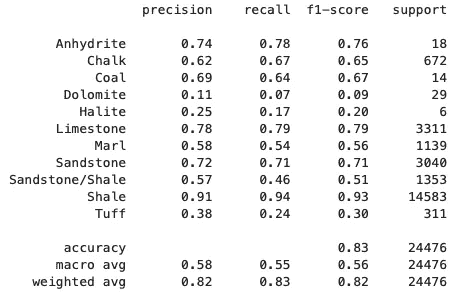 precision recall f1-score support
Anhydrite 0.74 0.78 0.76 18
Chalk 0.62 0.67 0.65 672
Coal 0.69 0.64 0.67 14
Dolomite 0.11 0.07 0.09 29
Halite 0.25 0.17 0.20 6
Limestone 0.78 0.79 0.79 3311
Marl 0.58 0.54 0.56 1139
Sandstone 0.72 0.71 0.71 3040
Sandstone/Shale 0.57 0.46 0.51 1353
Shale 0.91 0.94 0.93 14583
Tuff 0.38 0.24 0.30 311
accuracy 0.83 24476
macro avg 0.58 0.55 0.56 24476
weighted avg 0.82 0.83 0.82 24476